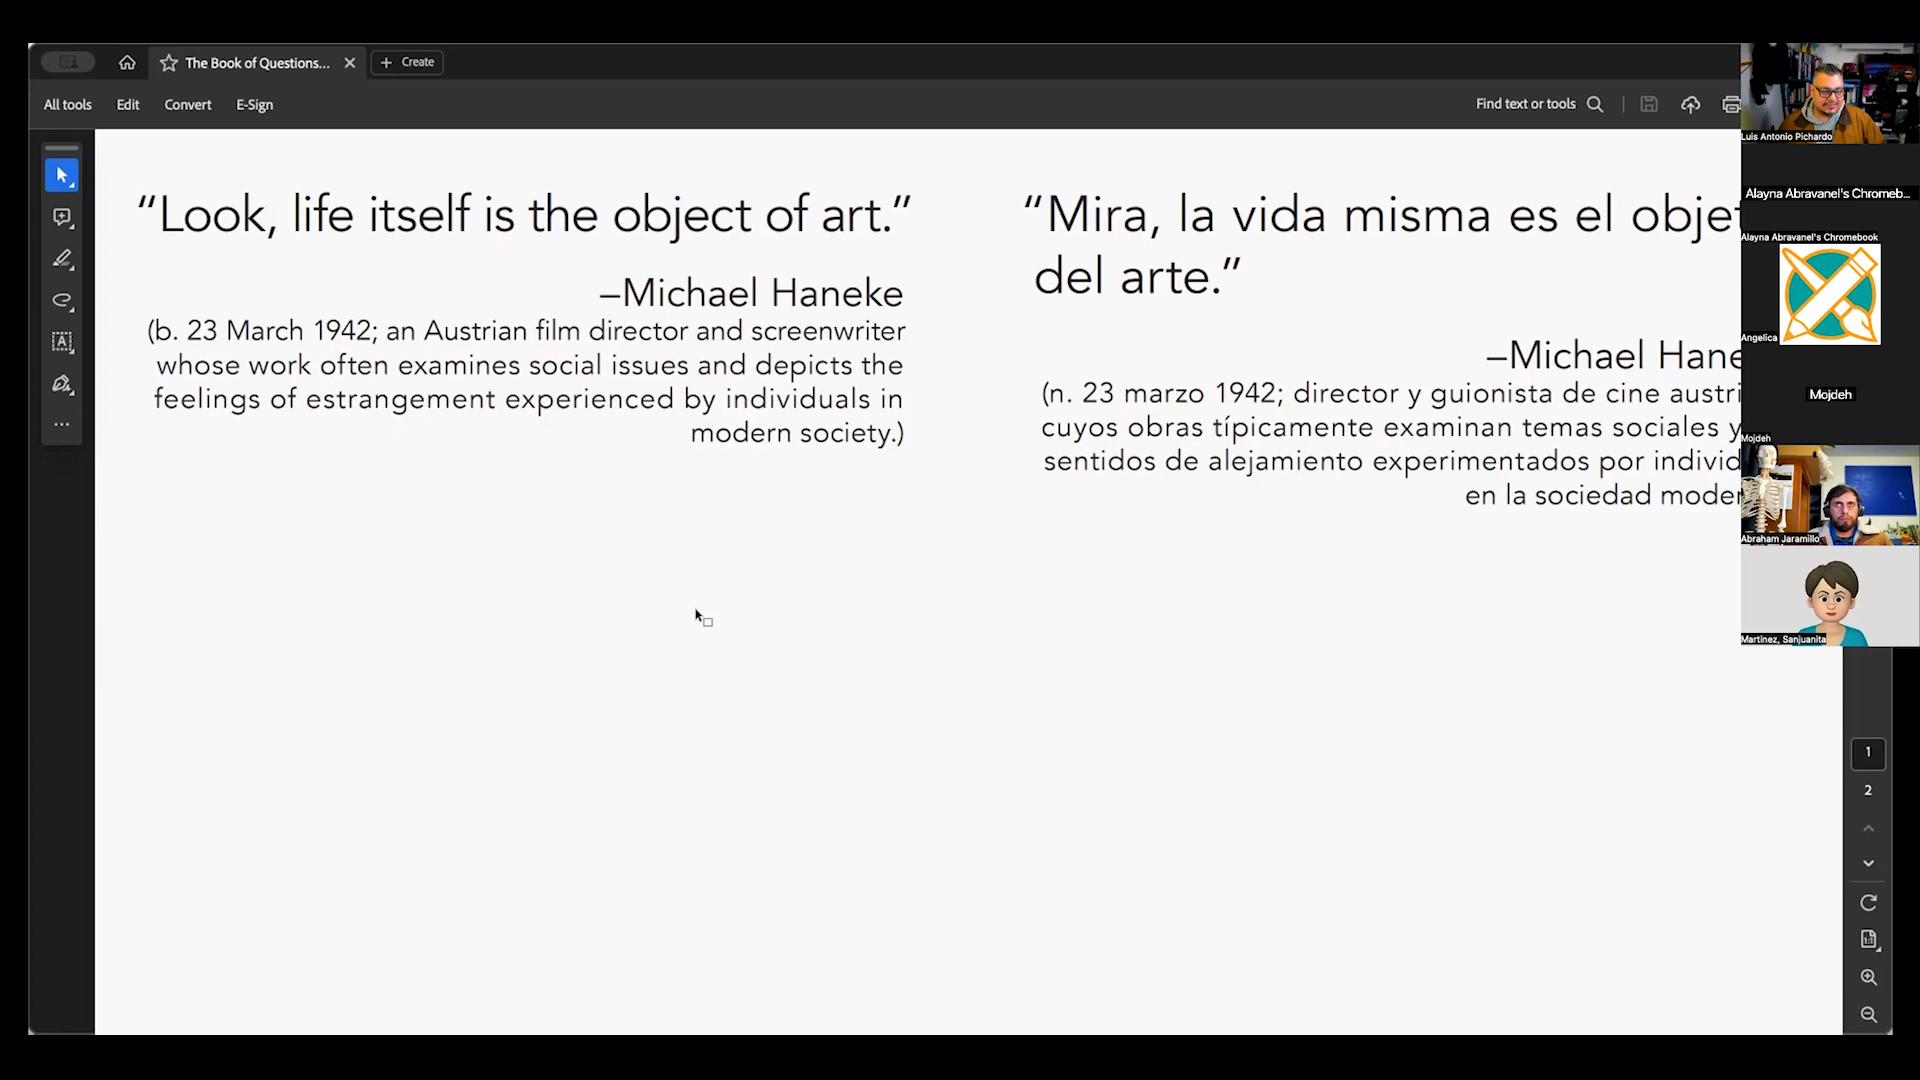 The Book of Questions...
Create
All tools
Edit
Convert
E-Sign
Find text or tools
“Look, life itself is the object of art.”
–Michael Haneke
(b. 23 March 1942; an Austrian film director and screenwriter
whose work often examines social issues and depicts the
feelings of estrangement experienced by individuals in
modern society.)
“Mira, la vida misma es el obje
del arte.”
–Michael Hane
(n. 23 marzo 1942; director y guionista de cine austri
cuyos obras típicamente examinan temas sociales y
sentidos de alejamiento experimentados por individ
en la sociedad moder
Luis Antonio Pichardo
Alayna Abravanel's Chromeb...
Alayna Abravanel's Chromebook
Angelica
Mojdeh
Mojdeh
Abraham Jaramillo
Martinez, Sanjuanita
1
2